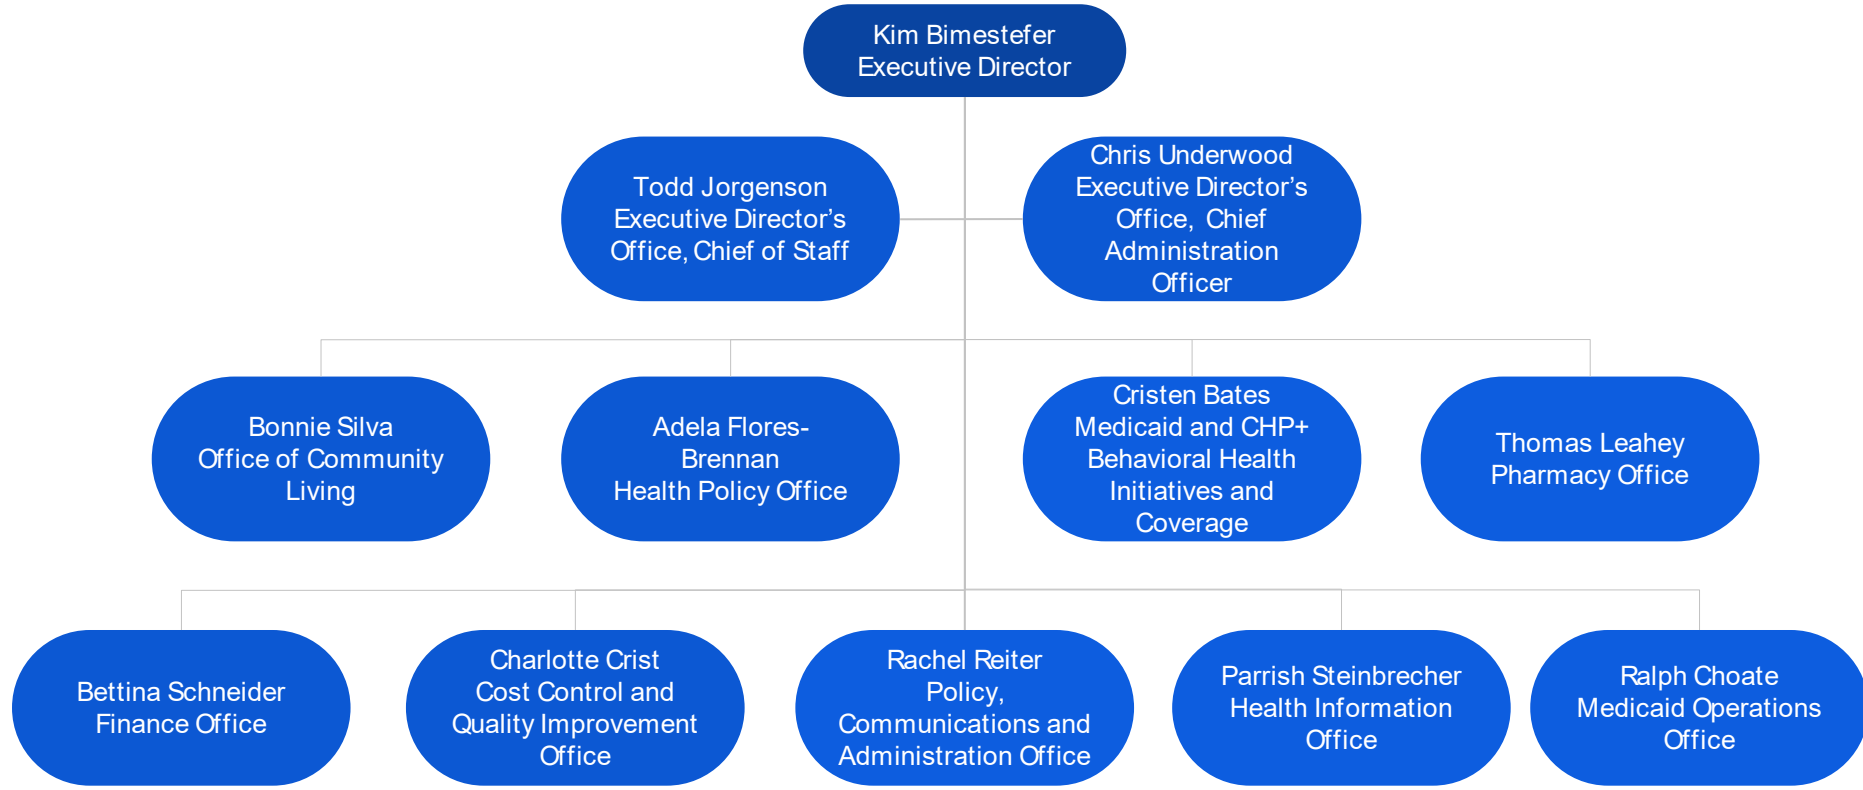 Kim Bimestefer
Executive Director
Todd Jorgenson
Executive Director’s
Office, Chief of Staff
Chris Underwood
Executive Director’s
Office, Chief
Administration
Officer
Bonnie Silva
Office of Community
Living
Adela Flores-
Brennan
Health Policy Office
Cristen Bates
Medicaid and CHP+
Behavioral Health
Initiatives and
Coverage
Thomas Leahey
Pharmacy Office
Bettina Schneider
Finance Office
Charlotte Crist
Cost Control and
Quality Improvement
Office
Rachel Reiter
Policy,
Communications and
Administration Office
Parrish Steinbrecher
Health Information
Office
Ralph Choate
Medicaid Operations
Office